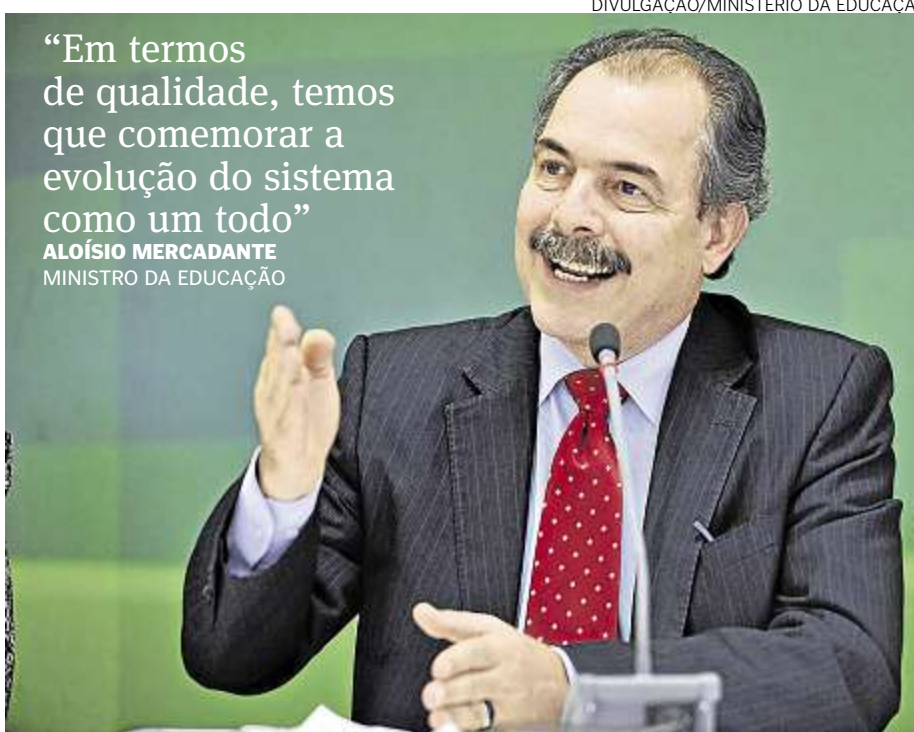 DIVULGAÇÃO/MINISTÉRIO DA EDUCAÇÃ
“Em termos
de qualidade, temos
que comemorar a
evolução do sistema
como um todo”
ALOÍSIO MERCADANTE
MINISTRO DA EDUCAÇÃO